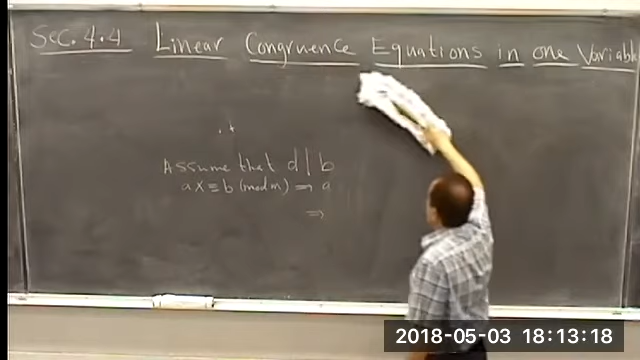 Sec. 4.4 Linear Congruence Equations in one Variable
Assume that d | b
ax ≡ b (mod m) ⇒ a
⇒
2018-05-03 18:13:18